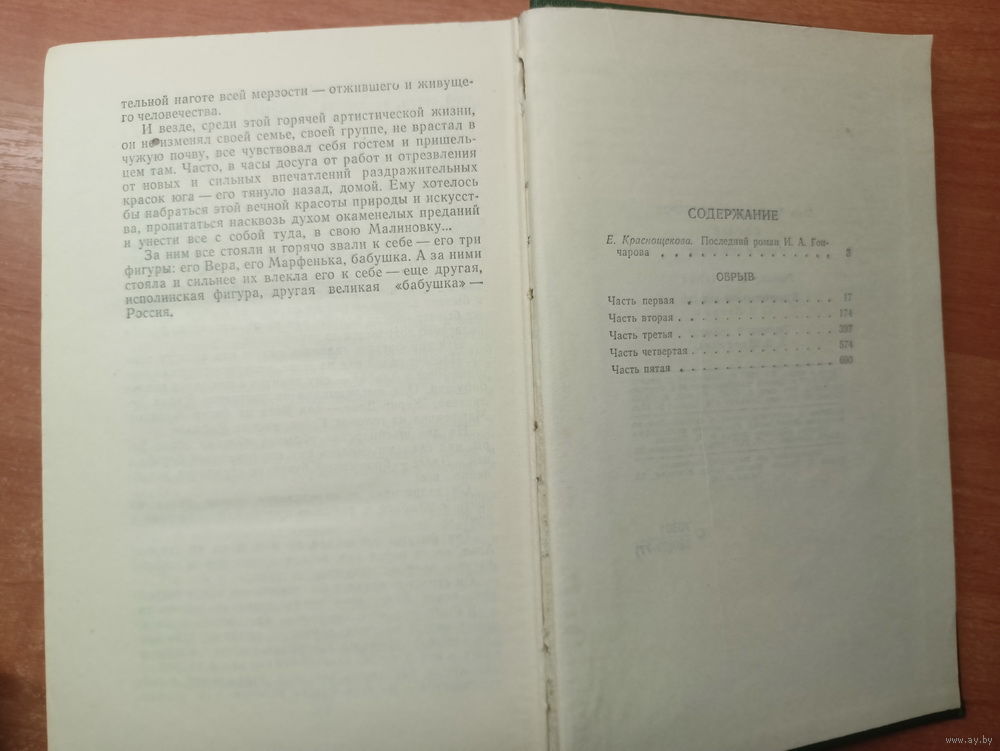 тельной наготе всей мерзости — отжившего и живуще-
го человечества.
И везде, среди этой горячей артистической жизни,
он не изменял своей семье, своей группе, не врастал в
чужую почву, все чувствовал себя гостем и пришель-
цем там. Часто, в часы досуга от работ и отрезвления
от новых и сильных впечатлений раздражительных
красок юга — его тянуло назад, домой. Ему хотелось
бы набраться этой вечной красоты природы и искусст-
ва, пропитаться насквозь духом окаменелых преданий
и унести все с собой туда, в свою Малиновку...
За ним все стояли и горячо звали к себе — его три
фигуры: его Вера, его Марфенька, бабушка. А за ними
стояла и сильнее их влекла его к себе — еще другая,
исполинская фигура, другая великая «бабушка» —
Россия.
СОДЕРЖАНИЕ
Е. Краснощекова. Последний роман И. А. Гон-
чарова . . . . . . . . . . . . 3
ОБРЫВ
Часть первая . . . . . . . . . . . . 17
Часть вторая . . . . . . . . . . . . 174
Часть третья . . . . . . . . . . . . 397
Часть четвертая . . . . . . . . . . . 574
Часть пятая . . . . . . . . . . . . 690
www.ay.by